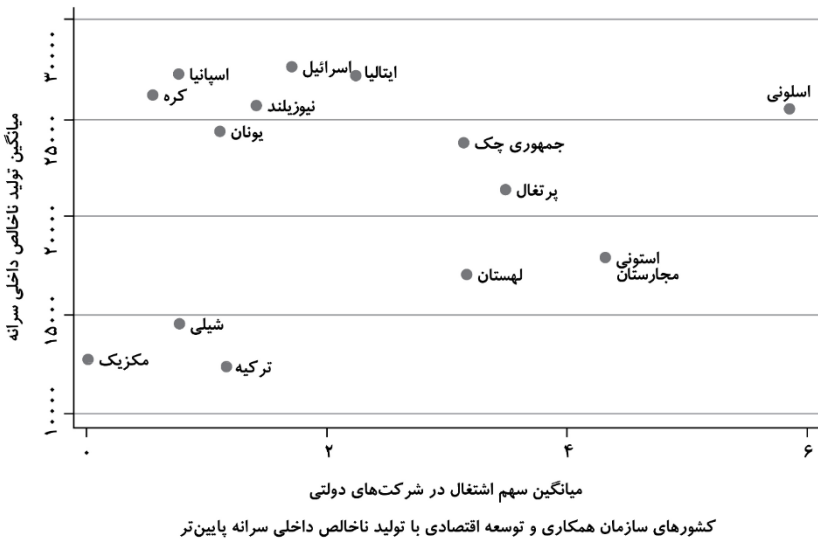 میانگین تولید ناخالص داخلی سرانه
۳۰۰۰۰
۲۵۰۰۰
۲۰۰۰۰
۱۵۰۰۰
۱۰۰۰۰
اسپانیا
اسرائیل
ایتالیا
کره
نیوزیلند
اسلونی
یونان
جمهوری چک
پرتغال
استونی
مجارستان
لهستان
شیلی
مکزیک
ترکیه
۰
۲
۴
۶
میانگین سهم اشتغال در شرکت‌های دولتی
کشورهای سازمان همکاری و توسعه اقتصادی با تولید ناخالص داخلی سرانه پایین‌تر